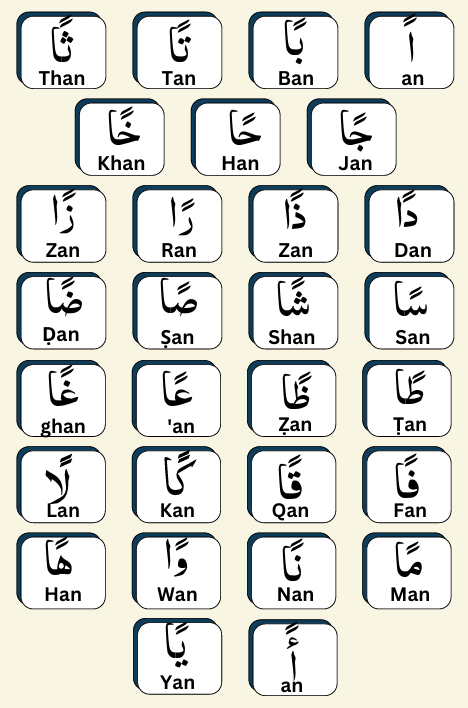 اً
an
بًا
Ban
تًا
Tan
ثًا
Than
جًا
Jan
حًا
Han
خًا
Khan
دًا
Dan
ذًا
Zan
رًا
Ran
زًا
Zan
سًا
San
شًا
Shan
صًا
Ṣan
ضًا
Ḍan
طًا
Ṭan
ظًا
Ẓan
عًا
'an
غًا
ghan
فًا
Fan
قًا
Qan
كًا
Kan
لًا
Lan
مًا
Man
نًا
Nan
وًا
Wan
هًا
Han
أً
an
يًا
Yan